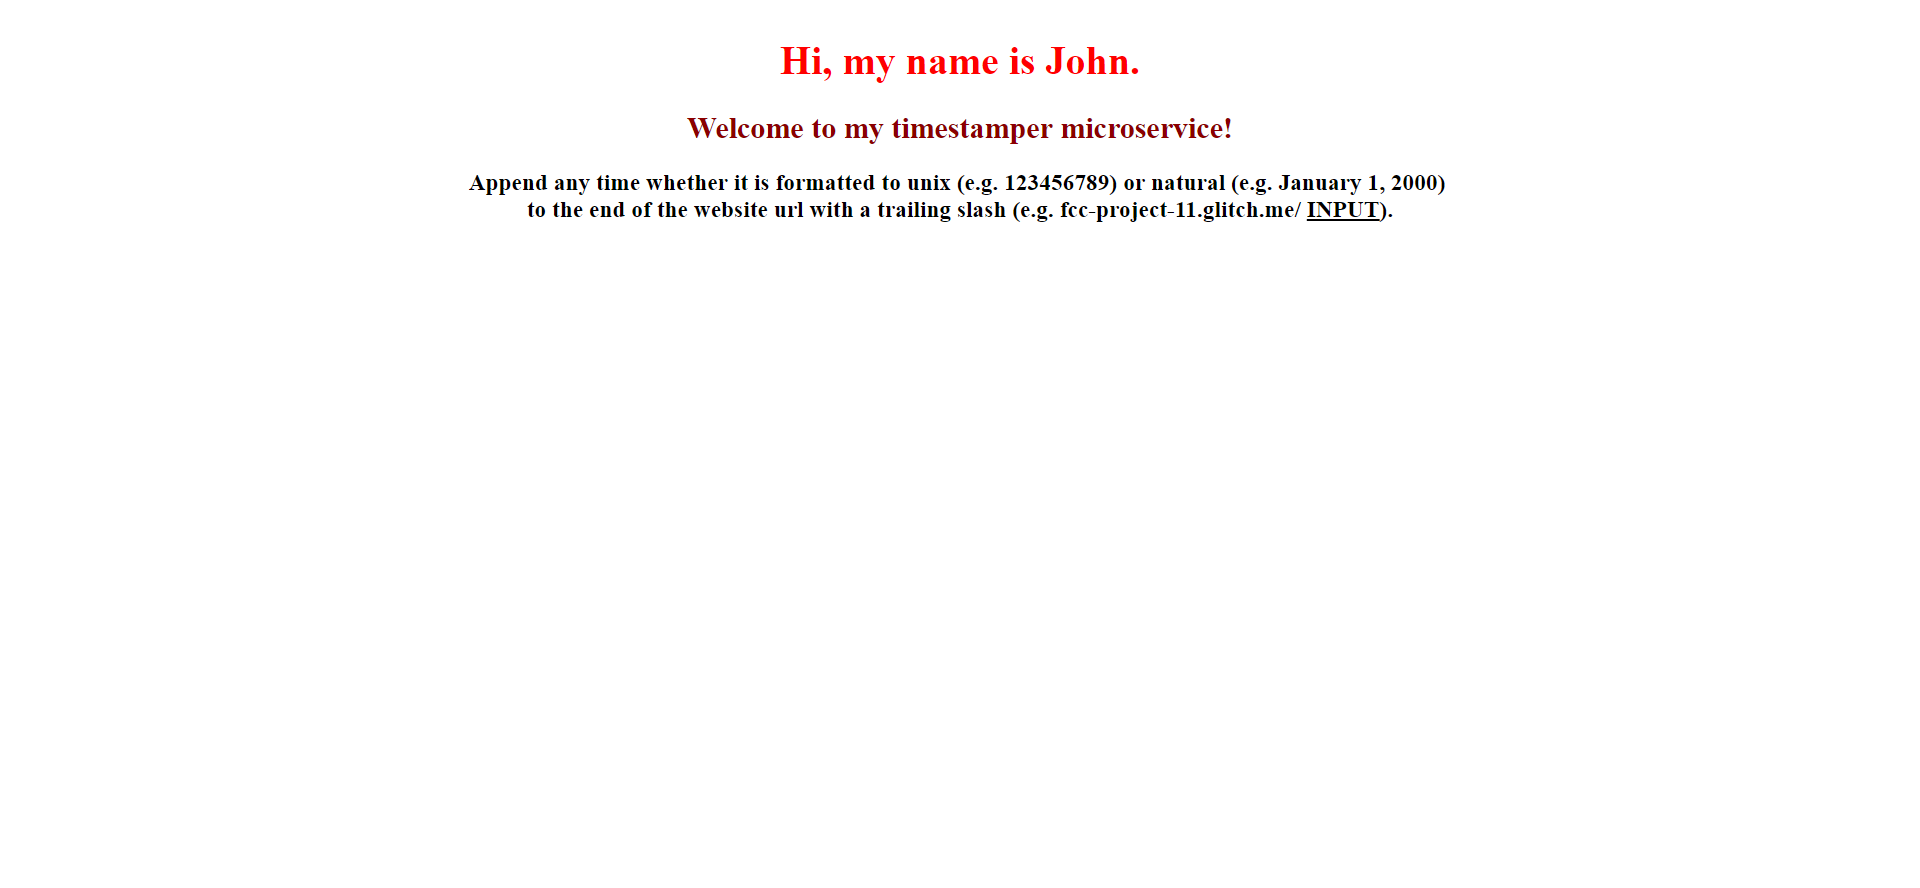 Hi, my name is John.
Welcome to my timestamper microservice!
Append any time whether it is formatted to unix (e.g. 123456789) or natural (e.g. January 1, 2000)
to the end of the website url with a trailing slash (e.g. fcc-project-11.glitch.me/ INPUT).